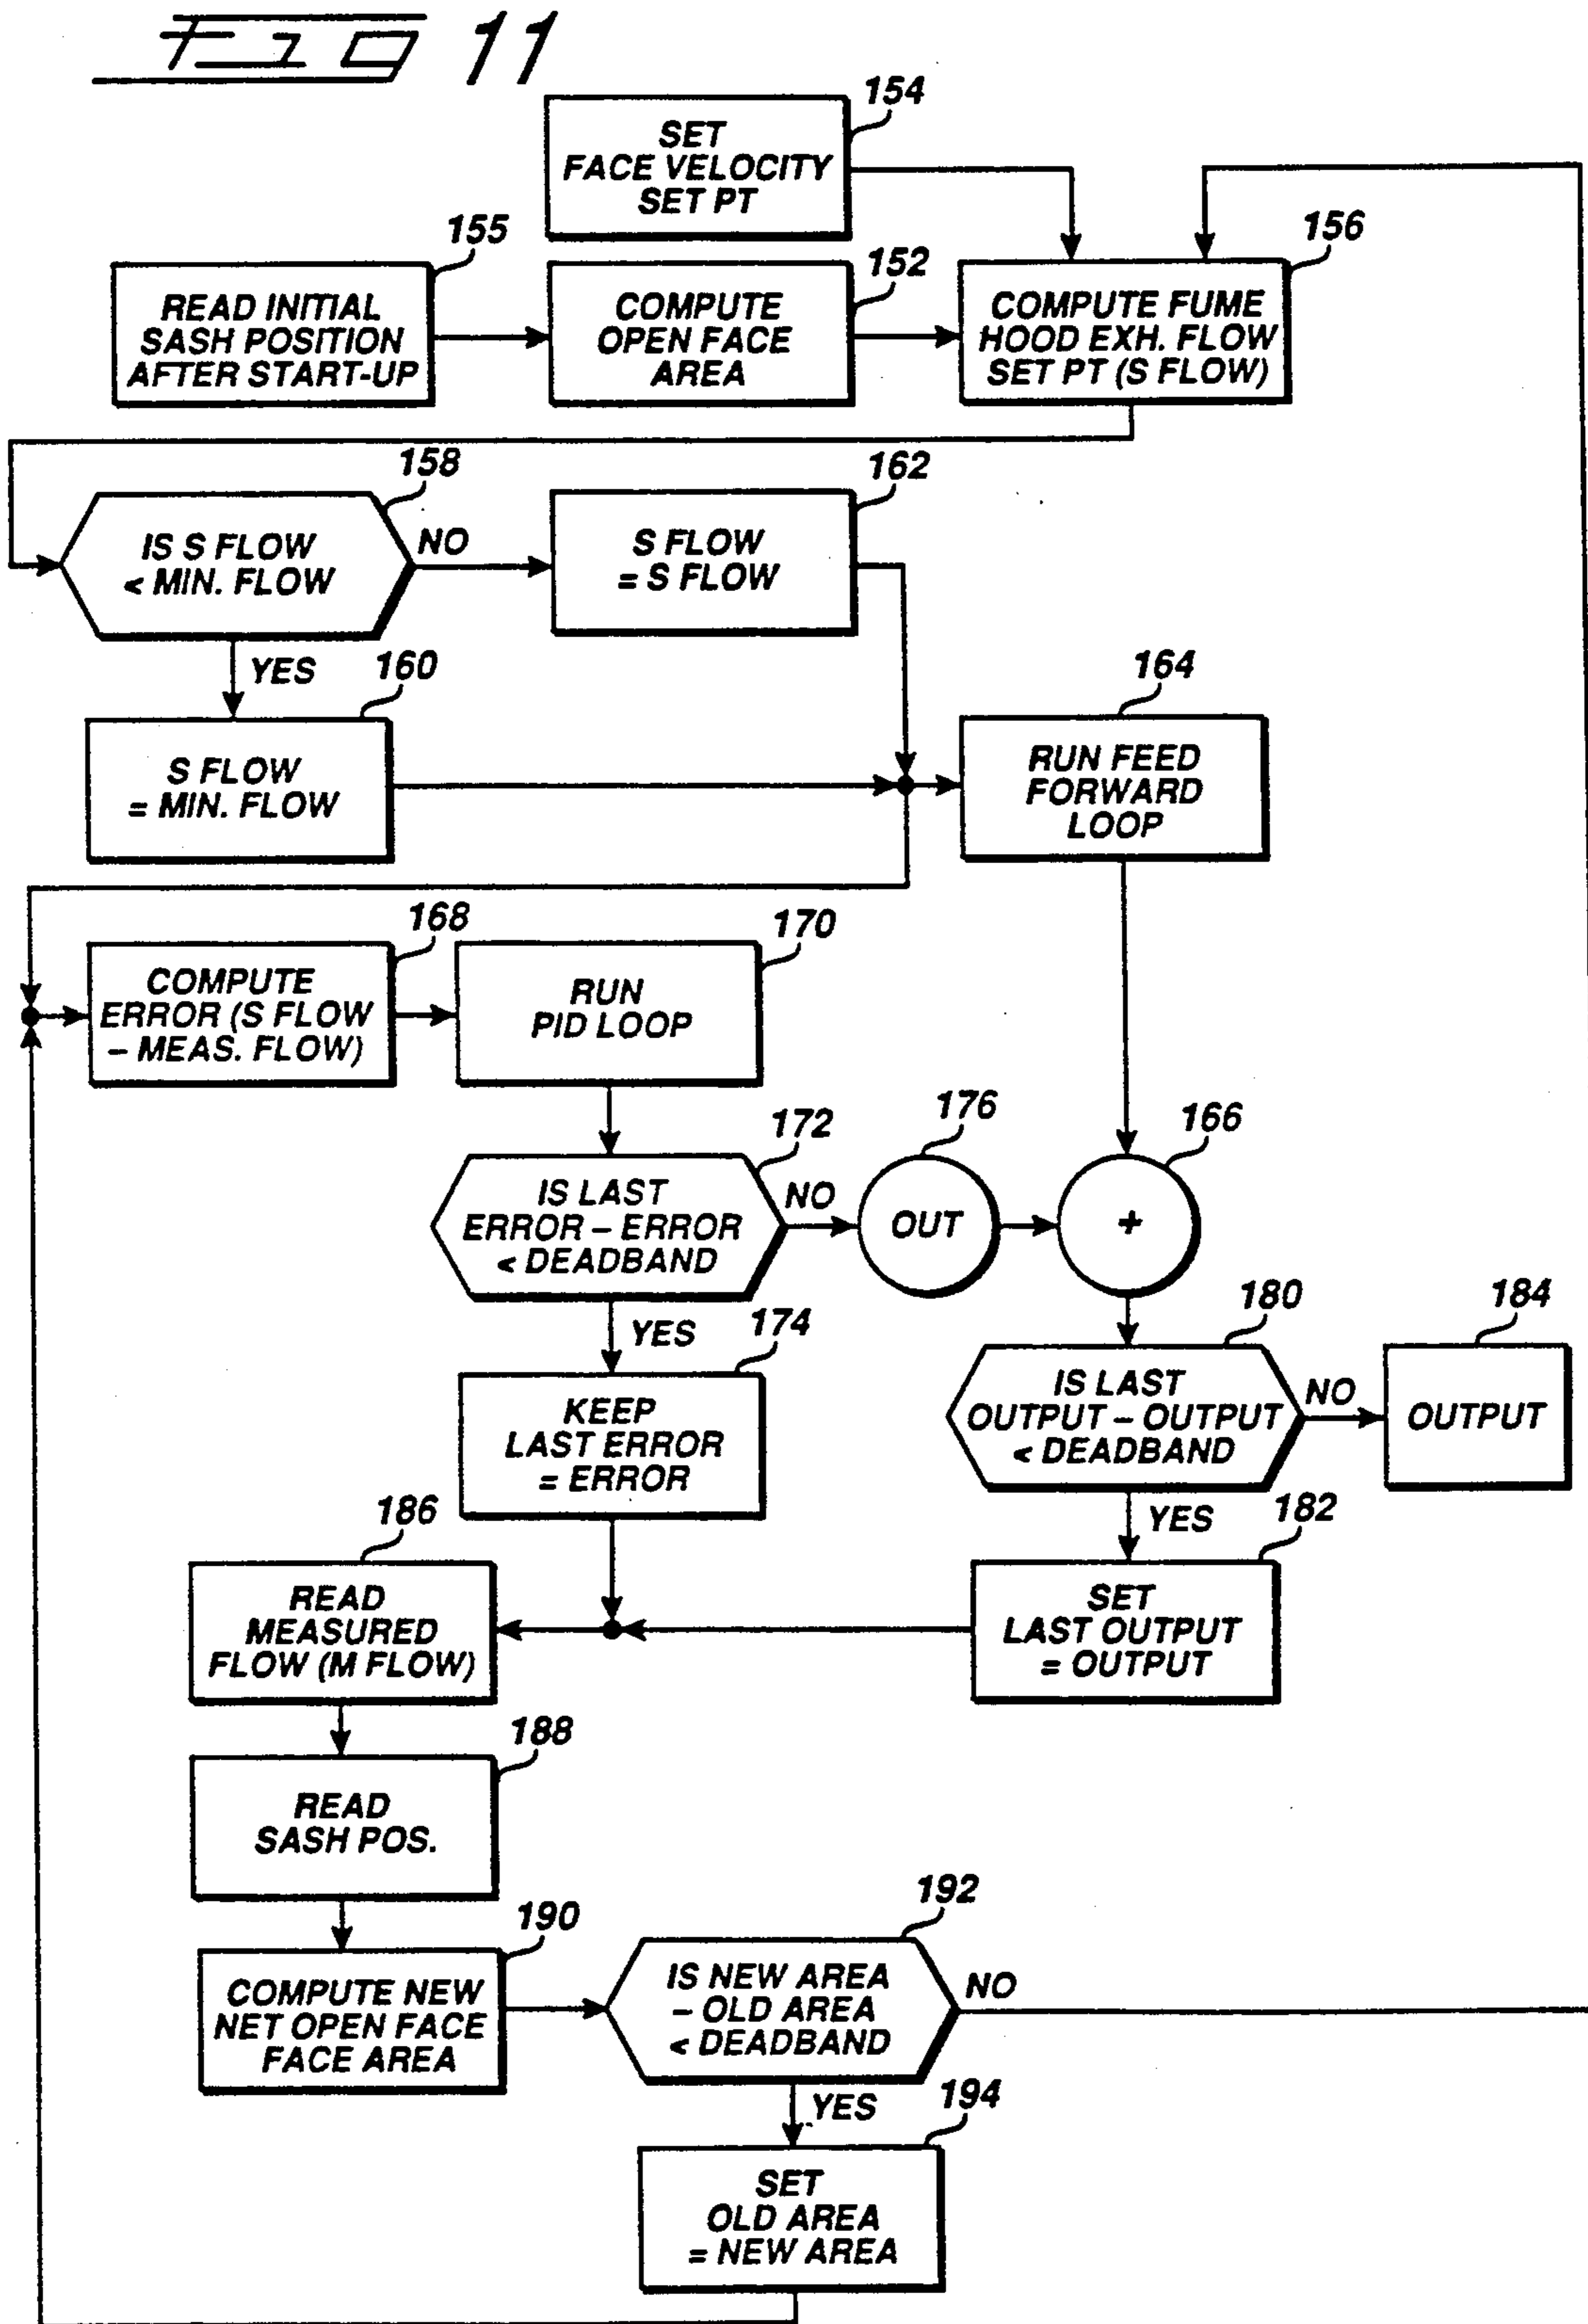 Fig 11
154
SET
FACE VELOCITY
SET PT
155
READ INITIAL
SASH POSITION
AFTER START-UP
152
COMPUTE
OPEN FACE
AREA
156
COMPUTE FUME
HOOD EXH. FLOW
SET PT (S FLOW)
158
IS S FLOW
< MIN. FLOW
NO
162
S FLOW
= S FLOW
YES
160
S FLOW
= MIN. FLOW
164
RUN FEED
FORWARD
LOOP
168
COMPUTE
ERROR (S FLOW
- MEAS. FLOW)
170
RUN
PID LOOP
172
IS LAST
ERROR - ERROR
< DEADBAND
NO
176
OUT
166
+
YES
174
KEEP
LAST ERROR
= ERROR
180
IS LAST
OUTPUT - OUTPUT
< DEADBAND
NO
184
OUTPUT
YES
182
SET
LAST OUTPUT
= OUTPUT
186
READ
MEASURED
FLOW (M FLOW)
188
READ
SASH POS.
190
COMPUTE NEW
NET OPEN FACE
FACE AREA
192
IS NEW AREA
- OLD AREA
< DEADBAND
NO
YES
194
SET
OLD AREA
= NEW AREA